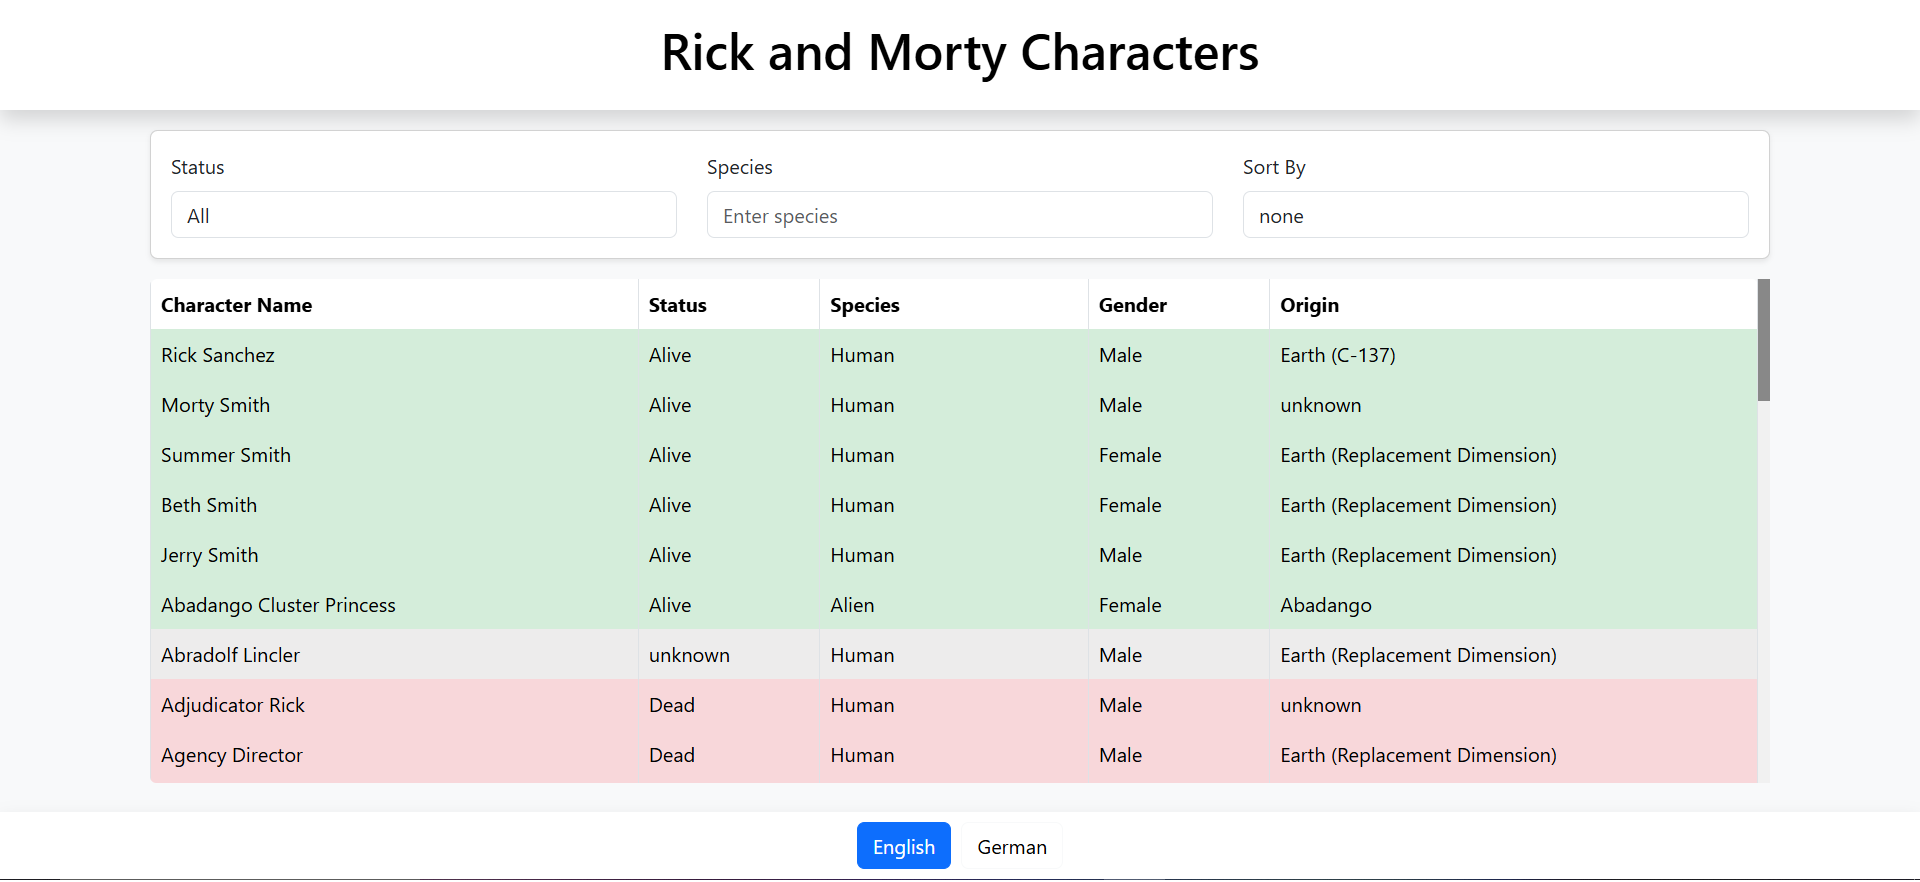 Rick and Morty Characters
Status Species Sort By
All Enter species none
Character Name Status Species Gender Origin
Rick Sanchez Alive Human Male Earth (C-137)
Morty Smith Alive Human Male unknown
Summer Smith Alive Human Female Earth (Replacement Dimension)
Beth Smith Alive Human Female Earth (Replacement Dimension)
Jerry Smith Alive Human Male Earth (Replacement Dimension)
Abadango Cluster Princess Alive Alien Female Abadango
Abradolf Lincler unknown Human Male Earth (Replacement Dimension)
Adjudicator Rick Dead Human Male unknown
Agency Director Dead Human Male Earth (Replacement Dimension)
English German